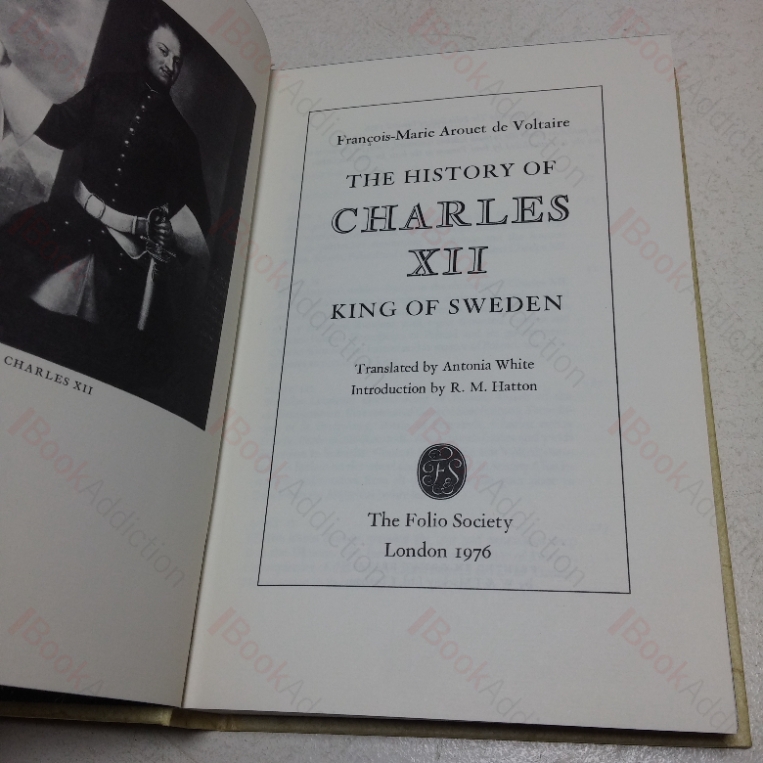 CHARLES XII
François-Marie Arouet de Voltaire
THE HISTORY OF
CHARLES
XII
KING OF SWEDEN
Translated by Antonia White
Introduction by R. M. Hatton
FS
The Folio Society
London 1976
BookAddiction